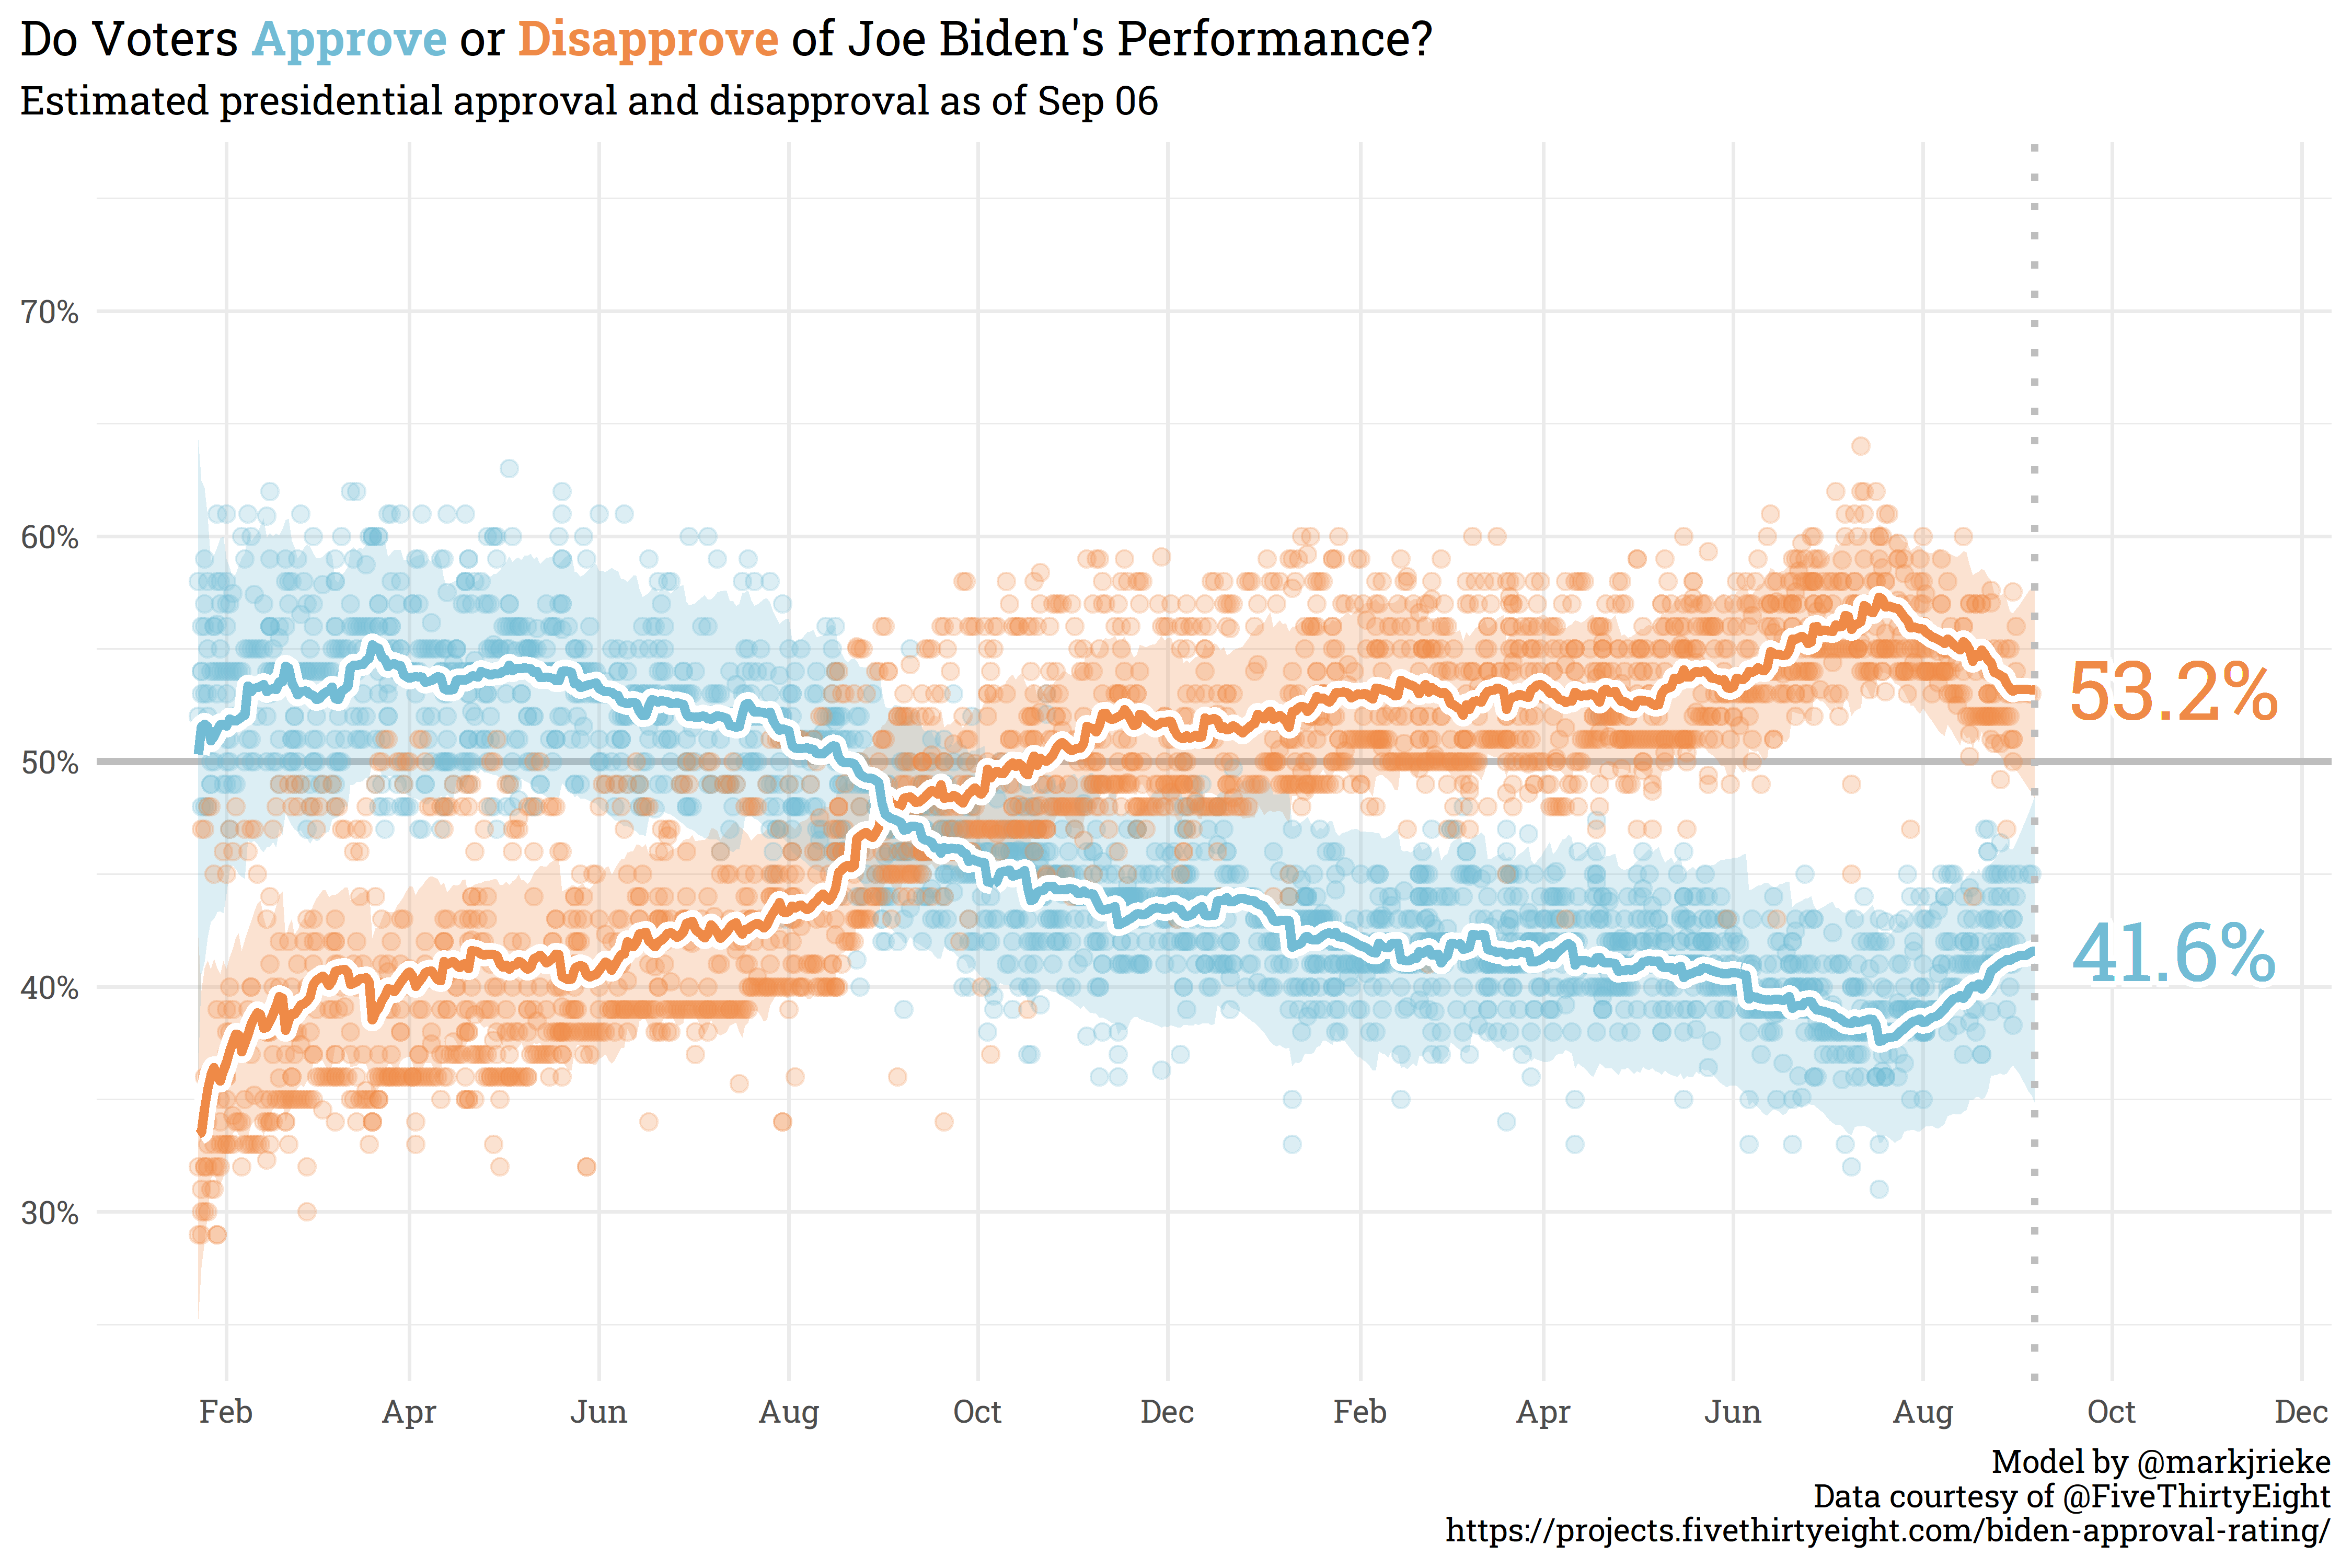 Do Voters Approve or Disapprove of Joe Biden's Performance?
Estimated presidential approval and disapproval as of Sep 06
70%
60%
50%
40%
30%
53.2%
41.6%
Feb Apr Jun Aug Oct Dec Feb Apr Jun Aug Oct Dec
Model by @markjrieke
Data courtesy of @FiveThirtyEight
https://projects.fivethirtyeight.com/biden-approval-rating/